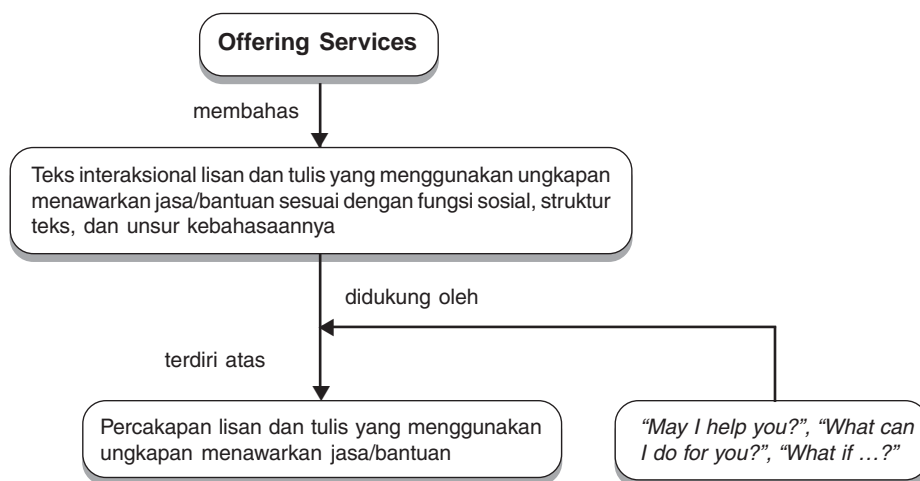 Offering Services
membahas
Teks interaksional lisan dan tulis yang menggunakan ungkapan
menawarkan jasa/bantuan sesuai dengan fungsi sosial, struktur
teks, dan unsur kebahasaannya
didukung oleh
terdiri atas
Percakapan lisan dan tulis yang menggunakan
ungkapan menawarkan jasa/bantuan
“May I help you?”, “What can
I do for you?”, “What if ...?”